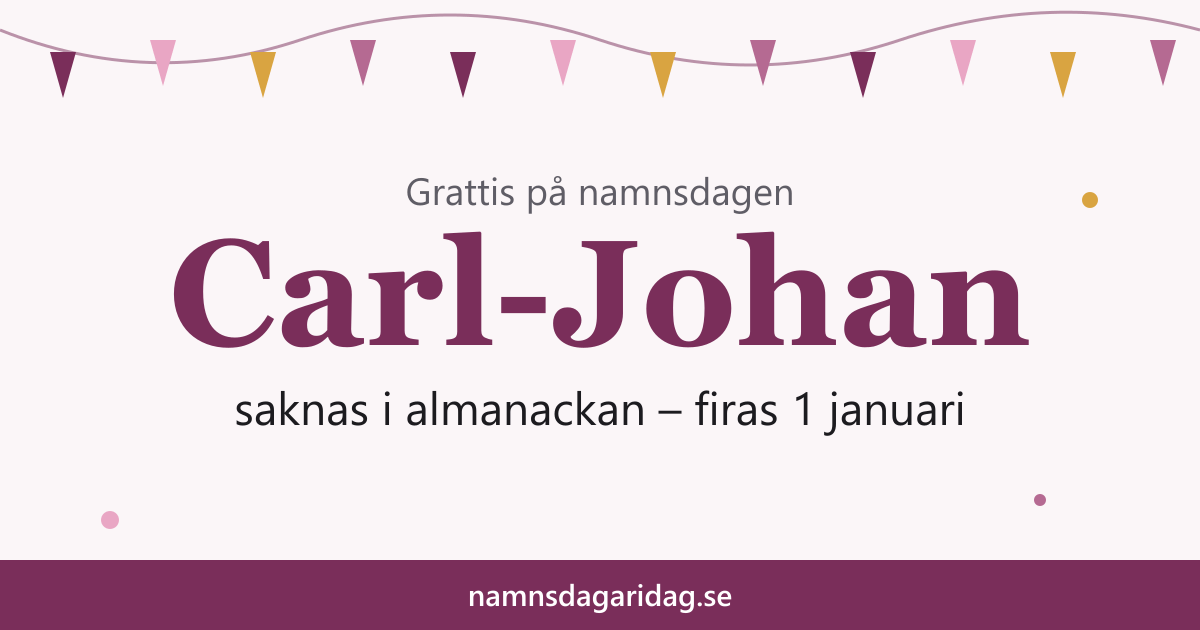 Grattis på namnsdagen
Carl-Johan
saknas i almanackan – firas 1 januari
namnsdagaridag.se